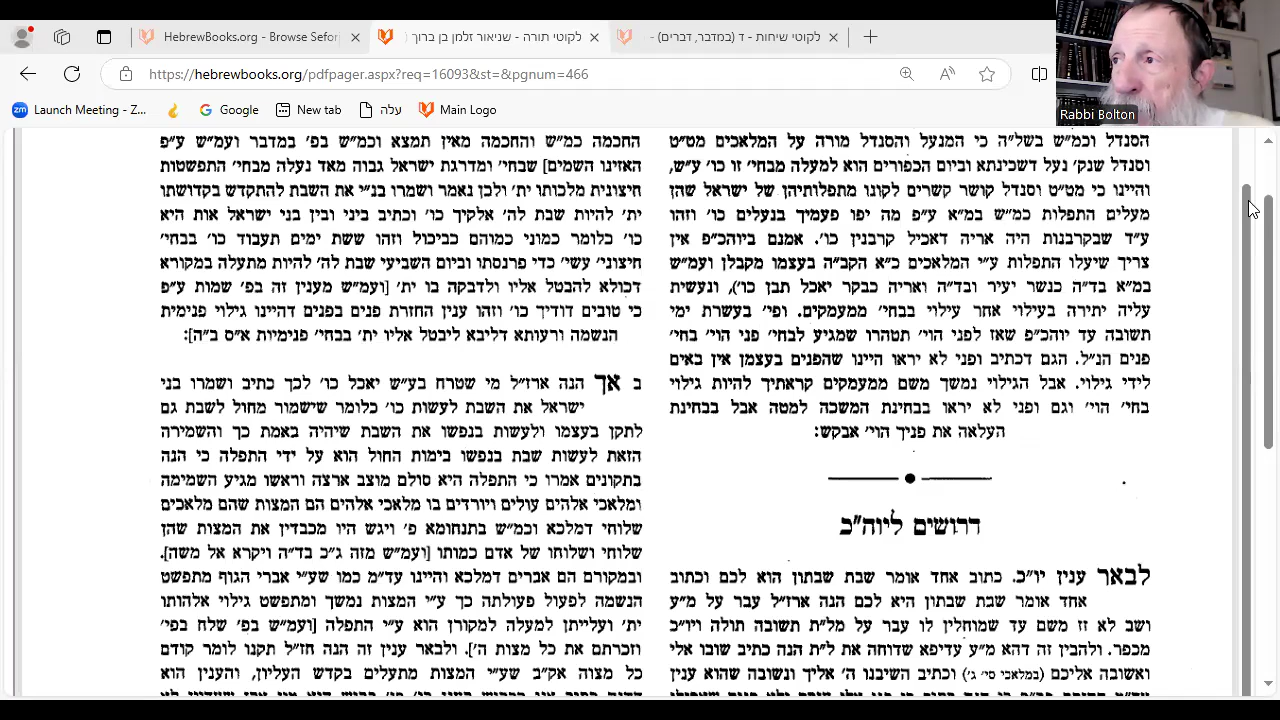 HebrewBooks.org - Browse Sefor
לקוטי תורה - שניאור זלמן בן ברוך (
לקוטי שיחות - ד (במדבר, דברים) -
https://hebrewbooks.org/pdfpager.aspx?req=16093&st=&pgnum=466
Launch Meeting - Z...
Google
New tab
עלה
Main Logo
Rabbi Bolton
הסנדל וכמ״ש בשל״ה כי המנעל והסנדל מורה על המלאכים מט״ט
וסנדל שנק׳ נעל דשכינתא וביום הכפורים הוא למעלה מבחי׳ זו כו׳ ע״ש,
והיינו כי מט״ט וסנדל קושר קשרים לקונו מתפלותיהן של ישראל שהן
מעלים התפלות כמ״ש במ״א ע״פ מה יפו פעמיך בנעלים כו׳ וזהו
ע״ד שבקרבנות היה אריה דאכיל קרבנין כו׳. אמנם ביוהכ״פ אין
צריך שיעלו התפלות ע״י המלאכים כ״א הקב״ה בעצמו מקבלן ועמ״ש
במ״א בד״ה כנשר יעיר ובד״ה ואריה כבקר יאכל תבן כו׳), ונעשית
עליה יתירה בעילוי אחר עילוי בבחי׳ ממעמקים. ופי׳ בעשרת ימי
תשובה עד יוהכ״פ שאז לפני הוי׳ תטהרו שמגיע לבחי׳ פני הוי׳ בחי׳
פנים הנ״ל. הגם דכתיב ופני לא יראו היינו שהפנים בעצמן אין באים
לידי גילוי. אבל הגילוי נמשך משם ממעמקים קראתיך להיות גילוי
בחי׳ הוי׳ וגם ופני לא יראו בבחינת המשכה למטה אבל בבחינת
העלאה את פניך הוי׳ אבקש:
דרושים ליוה״כ
לבאר ענין יו״כ. כתוב אחד אומר שבת שבתון הוא לכם וכתוב
אחד אומר שבת שבתון היא לכם הנה ארז״ל עבר על מ״ע
ושב לא זז משם עד שמוחלין לו עבר על מל״ת תשובה תולה ויו״כ
מכפר. ולהבין זה דהא מ״ע עדיפא שדוחה את ל״ת הנה כתיב שובו אלי
ואשובה אליכם (במלאכי סי׳ ג׳) וכתיב השיבנו ה׳ אליך ונשובה שהוא ענין
החכמה כמ״ש והחכמה מאין תמצא וכמ״ש בפ׳ במדבר ועמ״ש ע״פ
האזינו השמים] שבחי׳ ומדרגת ישראל גבוה מאד נעלה מבחי׳ התפשטות
חיצונית מלכותו ית׳ ולכן נאמר ושמרו בנ״י את השבת להתקדש בקדושתו
ית׳ להיות שבת לה׳ אלקיך כו׳ וכתיב ביני ובין בני ישראל אות היא
כו׳ כלומר כמוני כמוהם כביכול וזהו ששת ימים תעבוד כו׳ בבחי׳
חיצוני׳ עשי׳ כדי פרנסתו וביום השביעי שבת לה׳ להיות מתעלה במקורא
דכולא להבטל אליו ולדבקה בו ית׳ [ועמ״ש מענין זה בפ׳ שמות ע״פ
כי טובים דודיך כו׳ וזהו ענין החזרת פנים בפנים דהיינו גילוי פנימית
הנשמה ורעותא דליבא ליבטל אליו ית׳ בבחי׳ פנימיות א״ס ב״ה]:
ב אך הנה ארז״ל מי שטרח בע״ש יאכל כו׳ לכך כתיב ושמרו בני
ישראל את השבת לעשות כו׳ כלומר שישמור מחול לשבת גם
לתקן בעצמו ולעשות בנפשו את השבת שיהיה באמת כך והשמירה
הזאת לעשות שבת בנפשו בימות החול הוא על ידי התפלה כי הנה
בתקונים אמרו כי התפלה היא סולם מוצב ארצה וראשו מגיע השמימה
ומלאכי אלהים עולים ויורדים בו מלאכי אלהים הם המצות שהם מלאכים
שלוחי דמלכא וכמ״ש בתנחומא פ׳ ויגש היו מכבדין את המצות שהן
שלוחי ושלוחו של אדם כמותו [ועמ״ש מזה ג״כ בד״ה ויקרא אל משה].
ובמקורם הם אברים דמלכא והיינו עד״מ כמו שע״י אברי הגוף מתפשט
הנשמה לפעול פעולתה כך ע״י המצות נמשך ומתפשט גילוי אלהותו
ית׳ ועלייתן למעלה למקורן הוא ע״י התפלה [ועמ״ש בפ׳ שלח בפי׳
וזכרתם את כל מצות ה׳]. ולבאר ענין זה הנה חז״ל תקנו לומר קודם
כל מצוה אק״ב שע״י המצות מתעלים בקדש העליון, והענין הוא